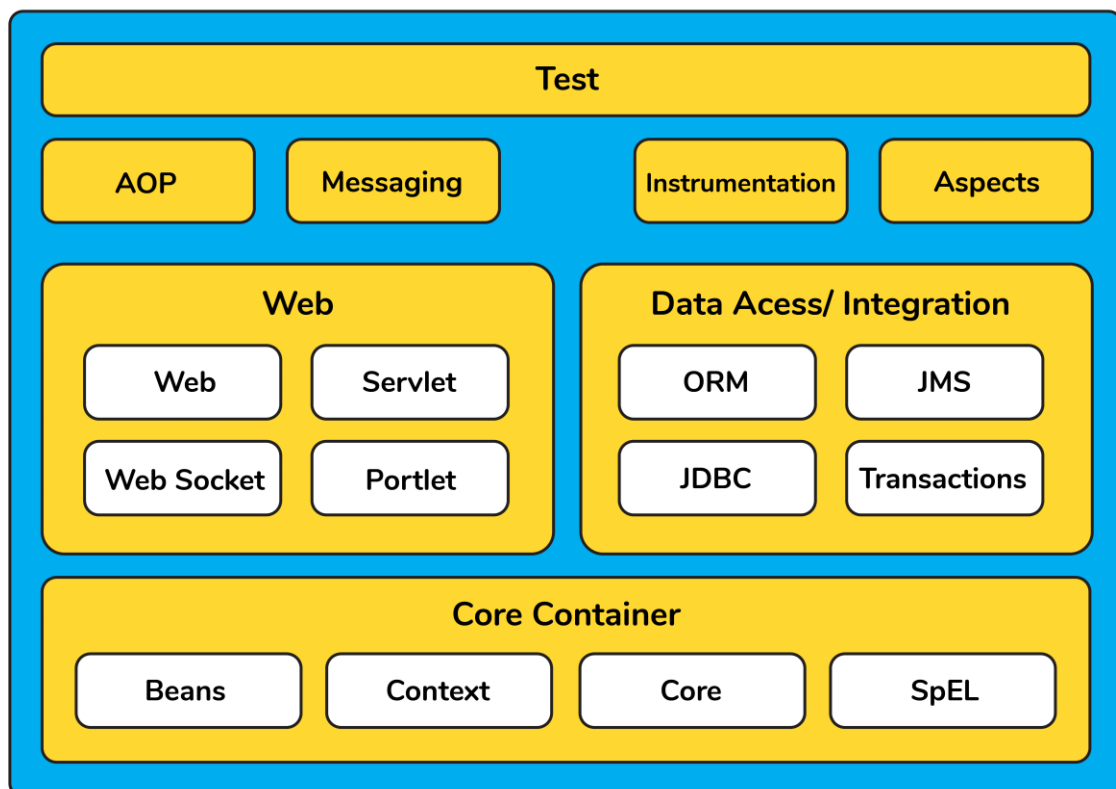 Test
AOP
Messaging
Instrumentation
Aspects
Web
Web
Servlet
Web Socket
Portlet
Data Acess/ Integration
ORM
JMS
JDBC
Transactions
Core Container
Beans
Context
Core
SpEL